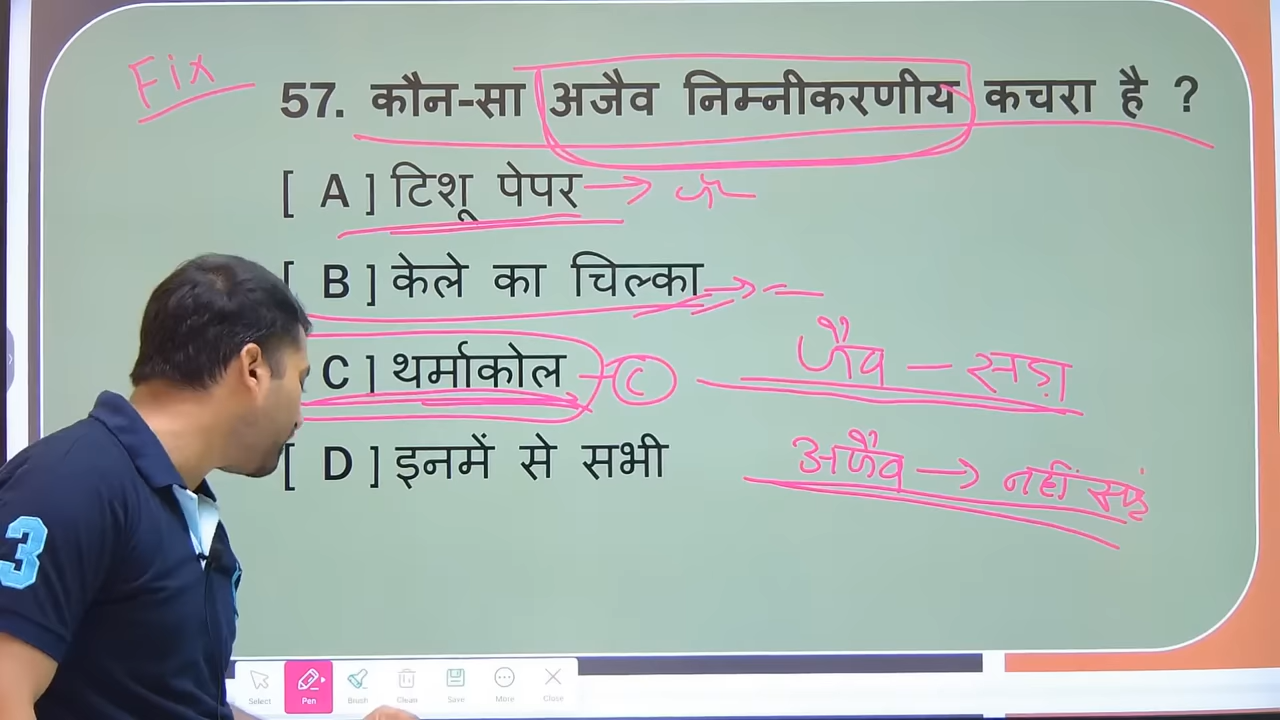 Fix
57. कौन-सा अजैव निम्नीकरणीय कचरा है ?
[ A ] टिशू पेपर →
[ B ] केले का चिल्का →
C ] थर्माकोल C
जैव – सड़ा
[ D ] इनमें से सभी
अजैव → नहीं
3
Select Pen Brush Clean Save More Close